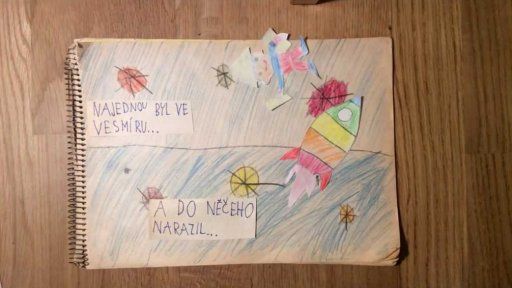 NAJEDNOU BYL VE
VESMÍRU...
A DO NĚČEHO
NARAZIL...